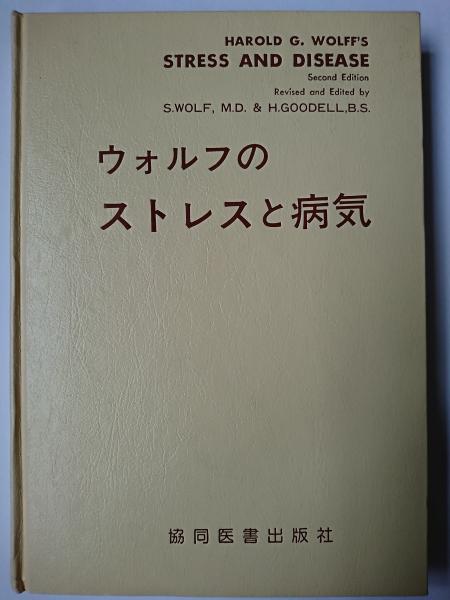 HAROLD G. WOLFF'S
STRESS AND DISEASE
Second Edition
Revised and Edited by
S.WOLF, M.D. & H.GOODELL,B.S.
ウォルフの
ストレスと病気
協同医書出版社